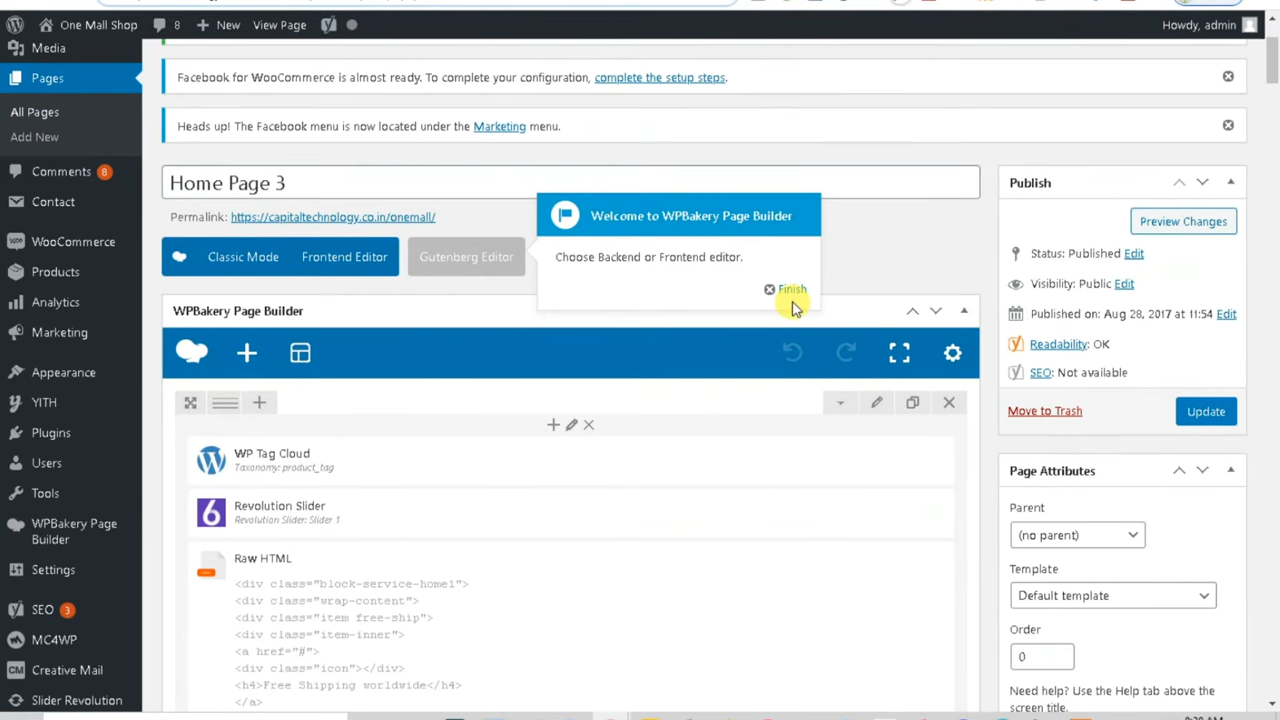 One Mall Shop
8
New
View Page
Howdy, admin
Media
Pages
All Pages
Add New
Comments 8
Contact
WooCommerce
Products
Analytics
Marketing
Appearance
YITH
Plugins
Users
Tools
WPBakery Page
Builder
Settings
SEO 3
MC4WP
Creative Mail
Slider Revolution
Facebook for WooCommerce is almost ready. To complete your configuration, complete the setup steps.
Heads up! The Facebook menu is now located under the Marketing menu.
Home Page 3
Permalink: https://capitaltechnology.co.in/onemall/
Classic Mode
Frontend Editor
Gutenberg Editor
Welcome to WPBakery Page Builder
Choose Backend or Frontend editor.
Finish
WPBakery Page Builder
WP Tag Cloud
Taxonomy: product_tag
6
Revolution Slider
Revolution Slider: Slider 1
Raw HTML
<div class="block-service-home1">
<div class="wrap-content">
<div class="item free-ship">
<div class="item-inner">
<a href="#">
<div class="icon"></div>
<h4>Free Shipping worldwide</h4>
</a>
Publish
Preview Changes
Status: Published Edit
Visibility: Public Edit
Published on: Aug 28, 2017 at 11:54 Edit
Readability: OK
SEO: Not available
Move to Trash
Update
Page Attributes
Parent
(no parent)
Template
Default template
Order
0
Need help? Use the Help tab above the
screen title.